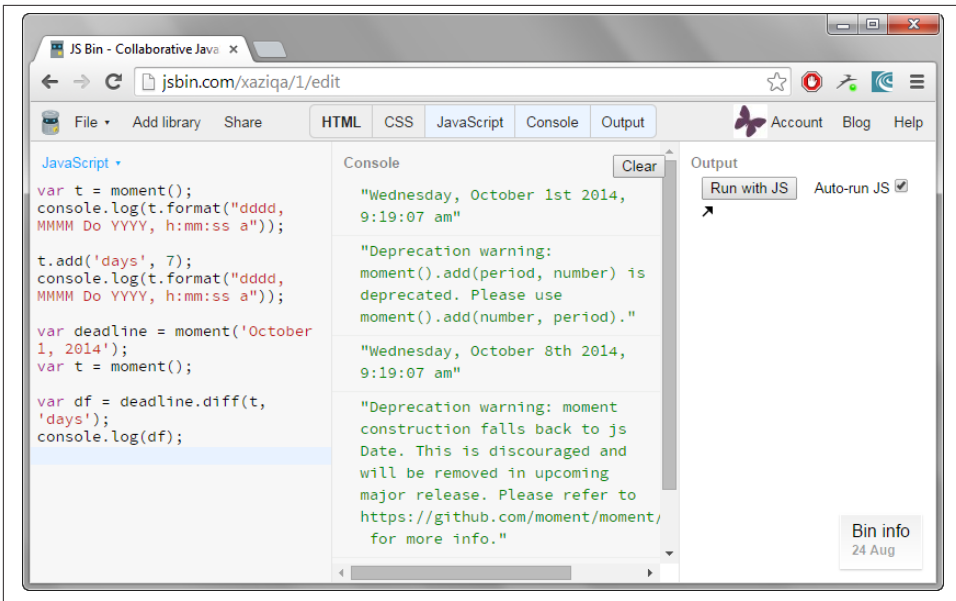 JS Bin - Collaborative Java
jsbin.com/xaziqa/1/edit
File Add library Share HTML CSS JavaScript Console Output Account Blog Help
JavaScript
var t = moment();
console.log(t.format("dddd,
MMMM Do YYYY, h:mm:ss a"));
t.add('days', 7);
console.log(t.format("dddd,
MMMM Do YYYY, h:mm:ss a"));
var deadline = moment('October
1, 2014');
var t = moment();
var df = deadline.diff(t,
'days');
console.log(df);
Console
Clear
"Wednesday, October 1st 2014,
9:19:07 am"
"Deprecation warning:
moment().add(period, number) is
deprecated. Please use
moment().add(number, period)."
"Wednesday, October 8th 2014,
9:19:07 am"
"Deprecation warning: moment
construction falls back to js
Date. This is discouraged and
will be removed in upcoming
major release. Please refer to
https://github.com/moment/moment/
for more info."
Output
Run with JS Auto-run JS
Bin info
24 Aug